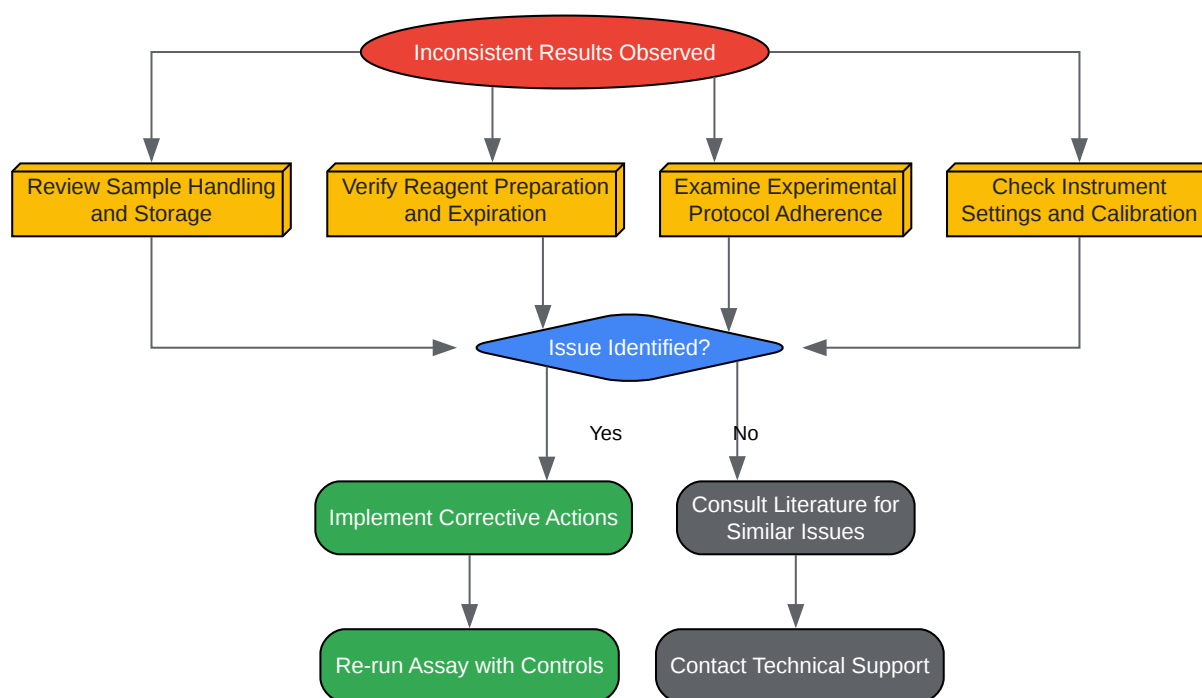 Inconsistent Results Observed
Review Sample Handling
and Storage
Verify Reagent Preparation
and Expiration
Examine Experimental
Protocol Adherence
Check Instrument
Settings and Calibration
Issue Identified?
Yes
No
Implement Corrective Actions
Consult Literature for
Similar Issues
Re-run Assay with Controls
Contact Technical Support